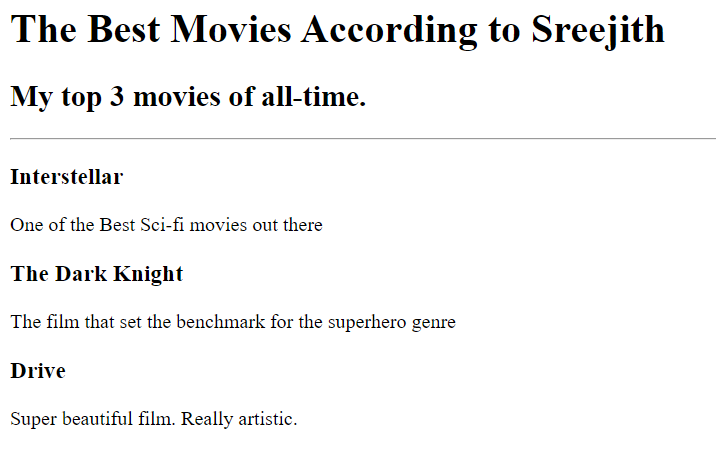 The Best Movies According to Sreejith
My top 3 movies of all-time.
Interstellar
One of the Best Sci-fi movies out there
The Dark Knight
The film that set the benchmark for the superhero genre
Drive
Super beautiful film. Really artistic.